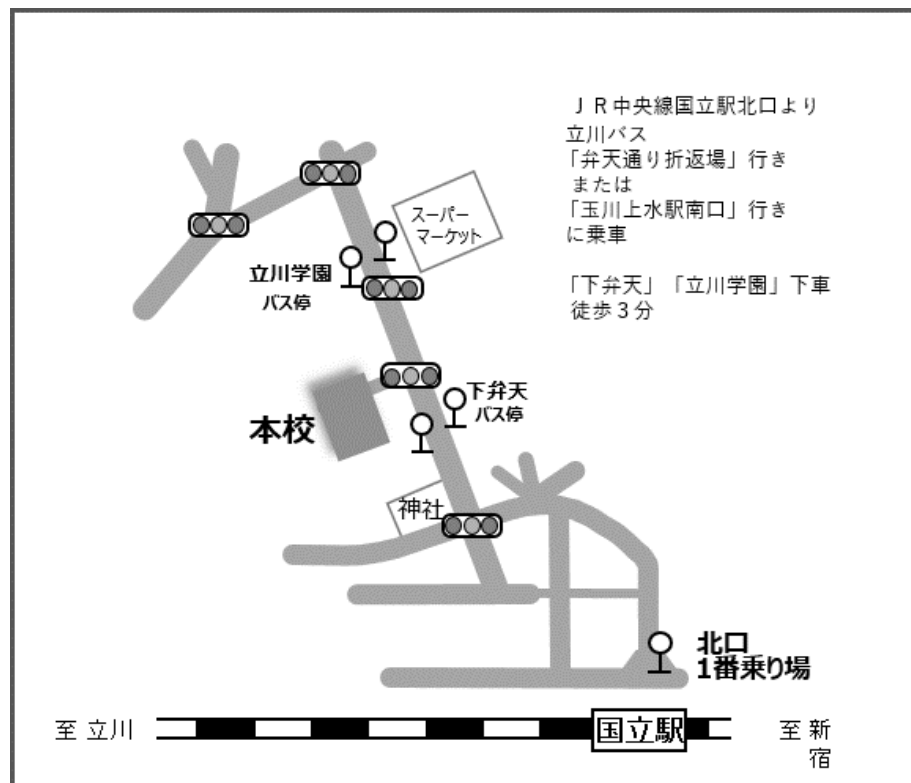 ＪＲ中央線国立駅北口より
立川バス
「弁天通り折返場」行き
または
「玉川上水駅南口」行き
に乗車
「下弁天」「立川学園」下車
徒歩３分
スーパー
マーケット
立川学園
バス停
下弁天
バス停
本校
神社
北口
1番乗り場
至 立川
国立駅
至 新
宿